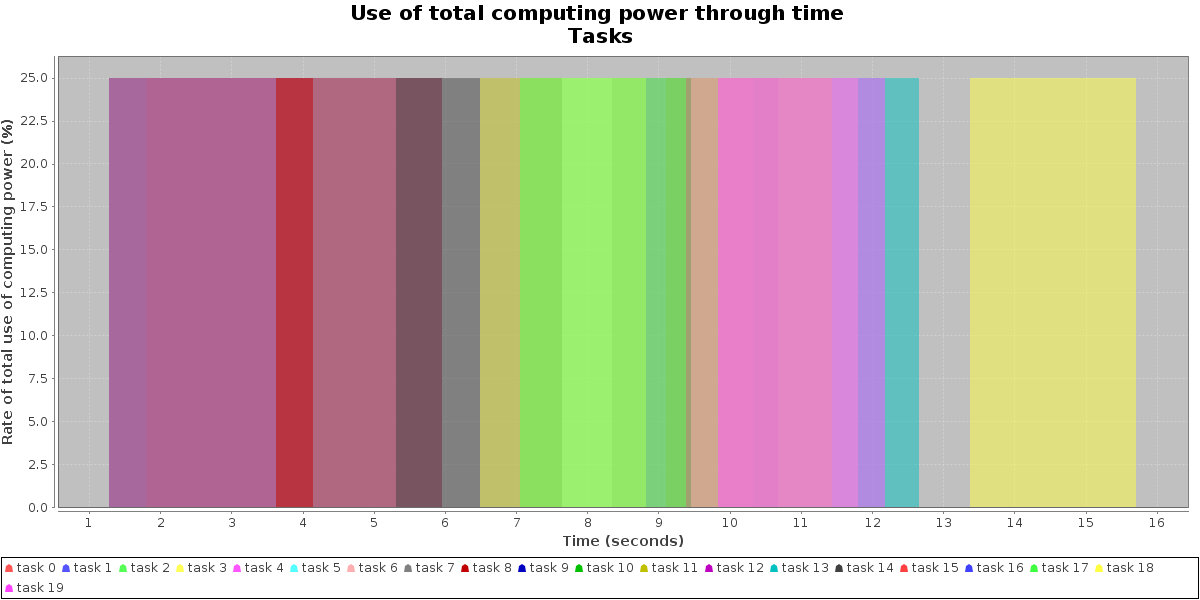 Use of total computing power through time
Tasks
Rate of total use of computing power (%)
25.0
22.5
20.0
17.5
15.0
12.5
10.0
7.5
5.0
2.5
0.0
1 2 3 4 5 6 7 8 9 10 11 12 13 14 15 16
Time (seconds)
task 0 task 1 task 2 task 3 task 4 task 5 task 6 task 7 task 8 task 9 task 10 task 11 task 12 task 13 task 14 task 15 task 16 task 17 task 18
task 19